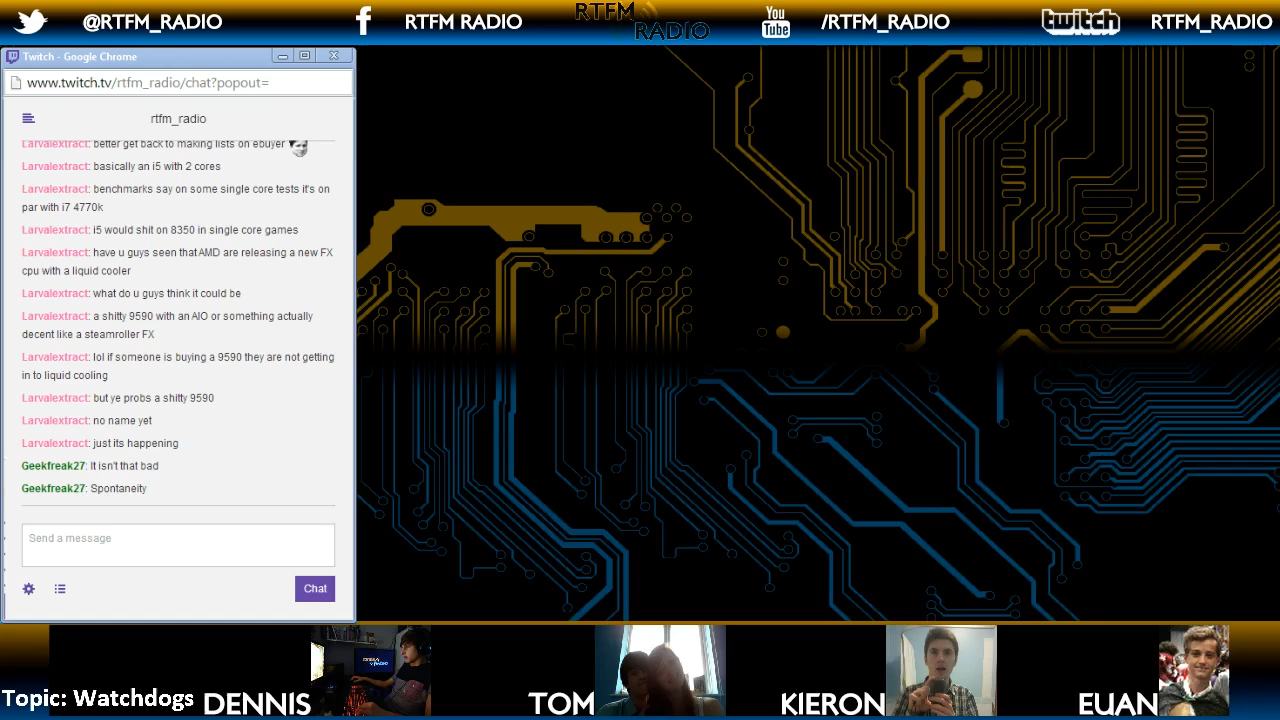 @RTFM_RADIO
RTFM RADIO
RTFM
RADIO
You
Tube
/RTFM_RADIO
twitch
RTFM_RADIO
Twitch - Google Chrome
www.twitch.tv/rtfm_radio/chat?popout=
rtfm_radio
Larvalextract: better get back to making lists on ebuyer
Larvalextract: basically an i5 with 2 cores
Larvalextract: benchmarks say on some single core tests it's on
par with i7 4770k
Larvalextract: i5 would shit on 8350 in single core games
Larvalextract: have u guys seen that AMD are releasing a new FX
cpu with a liquid cooler
Larvalextract: what do u guys think it could be
Larvalextract: a shitty 9590 with an AIO or something actually
decent like a steamroller FX
Larvalextract: lol if someone is buying a 9590 they are not getting
in to liquid cooling
Larvalextract: but ye probs a shitty 9590
Larvalextract: no name yet
Larvalextract: just its happening
Geekfreak27: It isn't that bad
Geekfreak27: Spontaneity
Send a message
Chat
Topic: Watchdogs
DENNIS
TOM
KIERON
EUAN